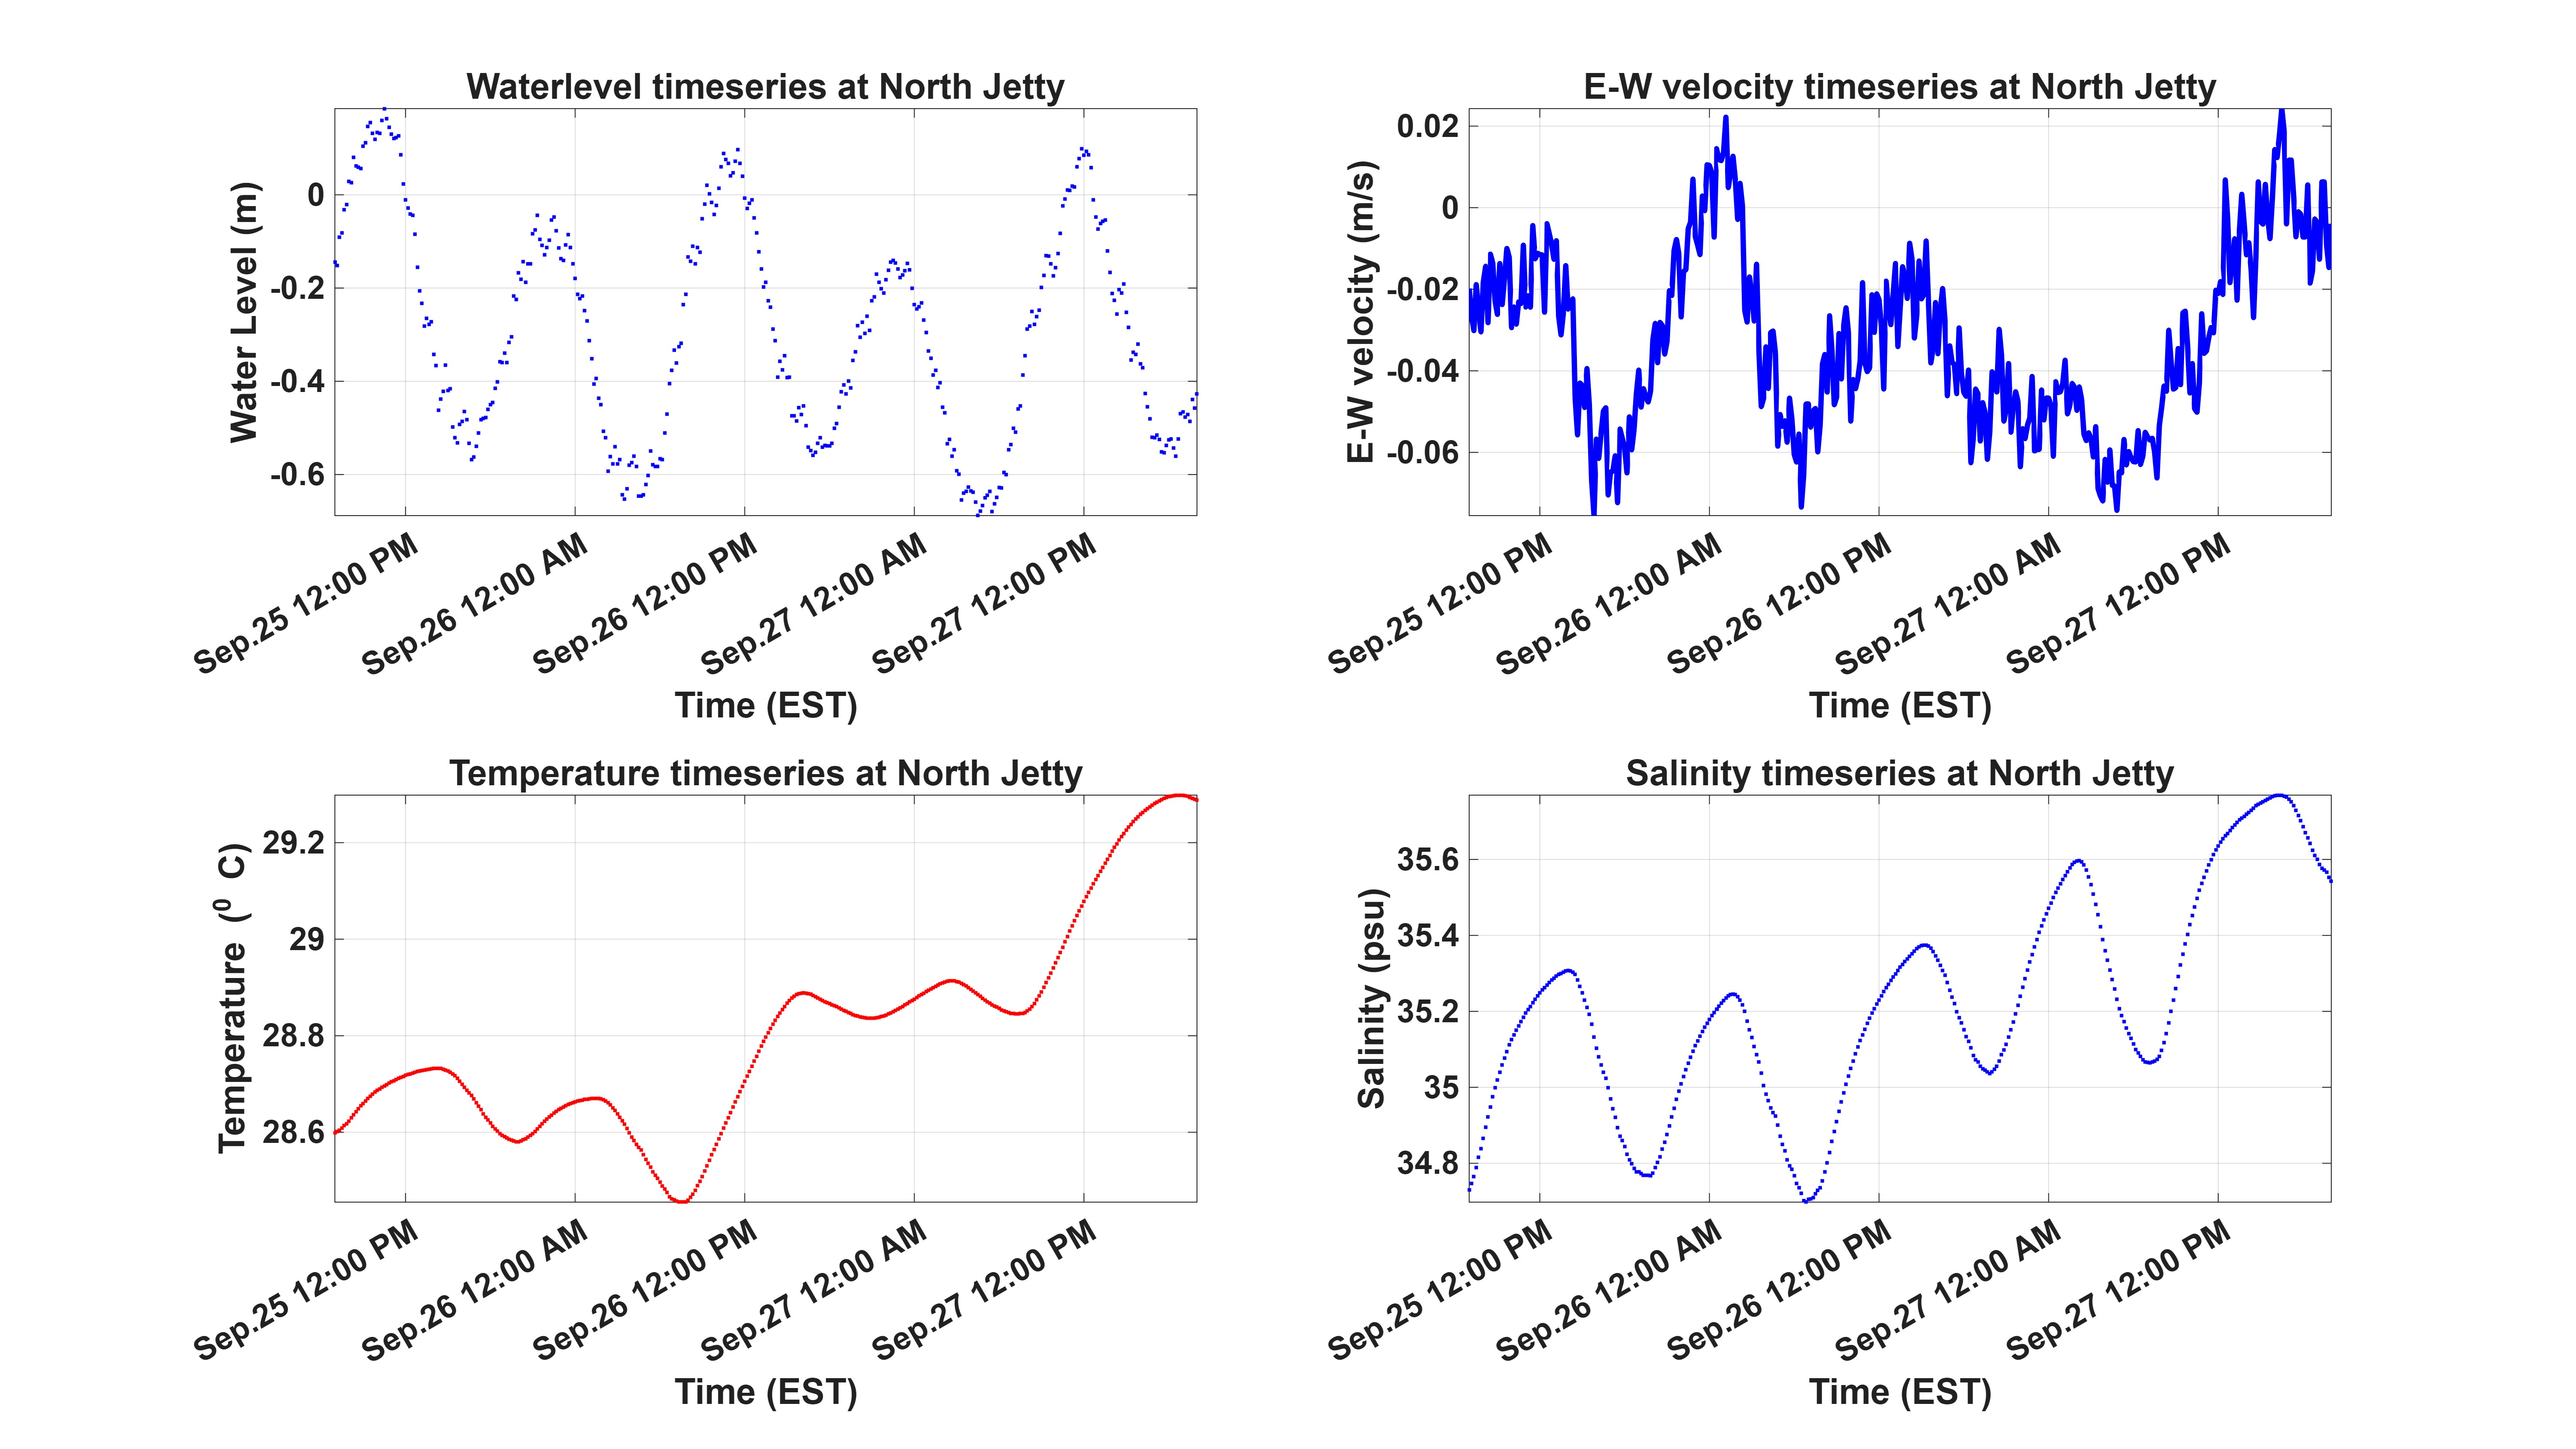 Waterlevel timeseries at North Jetty
Water Level (m)
0
-0.2
-0.4
-0.6
Sep.25 12:00 PM
Sep.26 12:00 AM
Sep.26 12:00 PM
Sep.27 12:00 AM
Sep.27 12:00 PM
Time (EST)
E-W velocity timeseries at North Jetty
E-W velocity (m/s)
0.02
0
-0.02
-0.04
-0.06
Sep.25 12:00 PM
Sep.26 12:00 AM
Sep.26 12:00 PM
Sep.27 12:00 AM
Sep.27 12:00 PM
Time (EST)
Temperature timeseries at North Jetty
Temperature (⁰ C)
29.2
29
28.8
28.6
Sep.25 12:00 PM
Sep.26 12:00 AM
Sep.26 12:00 PM
Sep.27 12:00 AM
Sep.27 12:00 PM
Time (EST)
Salinity timeseries at North Jetty
Salinity (psu)
35.6
35.4
35.2
35
34.8
Sep.25 12:00 PM
Sep.26 12:00 AM
Sep.26 12:00 PM
Sep.27 12:00 AM
Sep.27 12:00 PM
Time (EST)